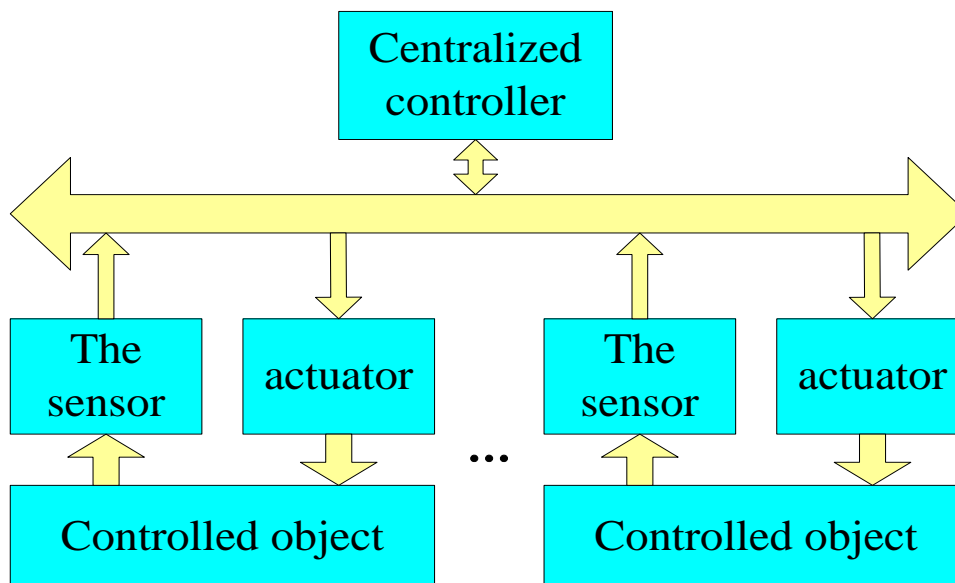 Centralized
controller
The
sensor
actuator
The
sensor
actuator
...
Controlled object
Controlled object